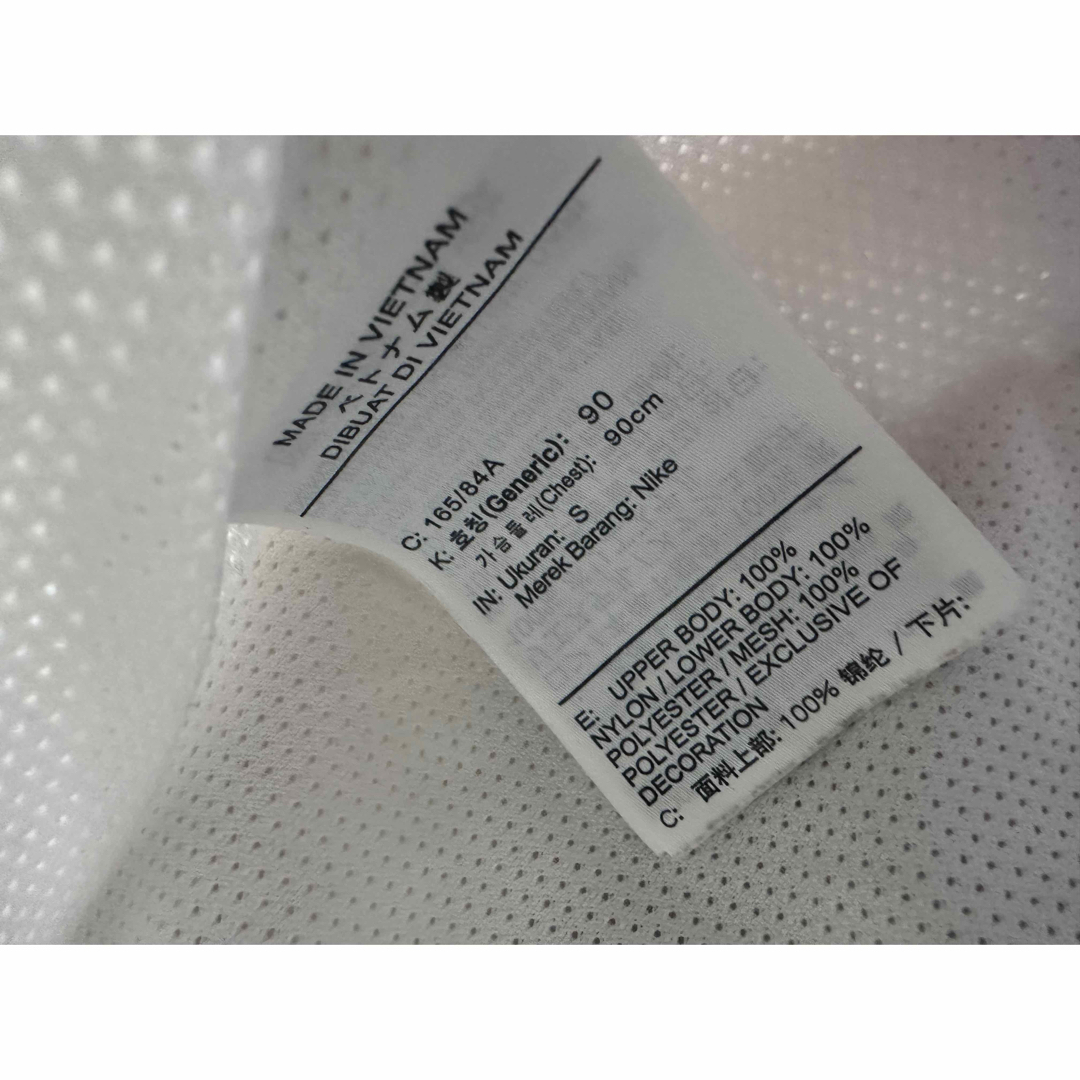 MADE IN VIETNAM
ベトナム製
DIBUAT DI VIETNAM
C: 165/84A
K: 호칭(Generic): 90
가슴둘레(Chest): 90cm
IN: Ukuran: S
Merek Barang: Nike
E: UPPER BODY: 100%
NYLON / LOWER BODY: 100%
POLYESTER / MESH: 100%
POLYESTER / EXCLUSIVE OF
DECORATION
C: 面料上部: 100% 锦纶 / 下片: